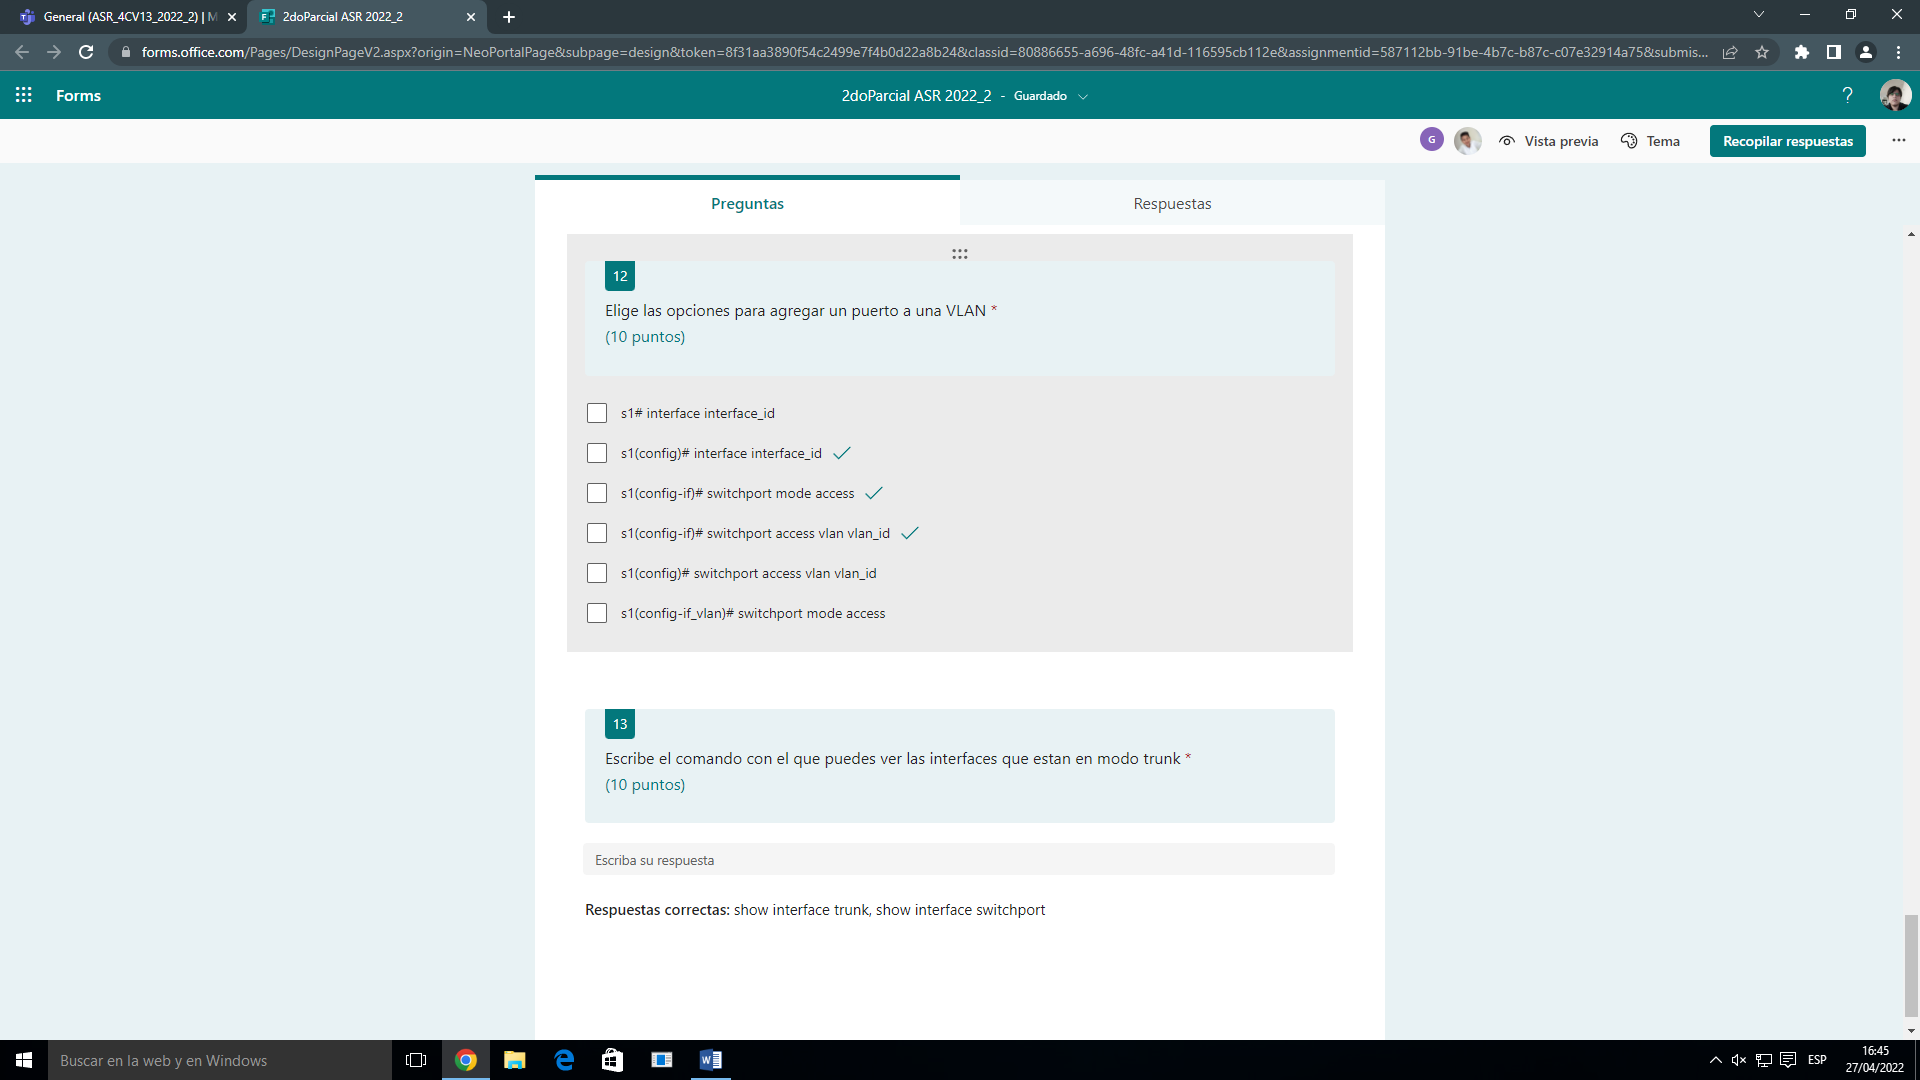 General (ASR_4CV13_2022_2) | M
2doParcial ASR 2022_2
forms.office.com/Pages/DesignPageV2.aspx?origin=NeoPortalPage&subpage=design&token=8f31aa3890f54c2499e7f4b0d22a8b24&classid=80886655-a696-48fc-a41d-116595cb112e&assignmentid=587112bb-91be-4b7c-b87c-c07e32914a75&submis...
Forms
2doParcial ASR 2022_2 - Guardado
?
G
Vista previa
Tema
Recopilar respuestas
Preguntas
Respuestas
12
Elige las opciones para agregar un puerto a una VLAN *
(10 puntos)
s1# interface interface_id
s1(config)# interface interface_id
s1(config-if)# switchport mode access
s1(config-if)# switchport access vlan vlan_id
s1(config)# switchport access vlan vlan_id
s1(config-if_vlan)# switchport mode access
13
Escribe el comando con el que puedes ver las interfaces que estan en modo trunk *
(10 puntos)
Escriba su respuesta
Respuestas correctas: show interface trunk, show interface switchport
Buscar en la web y en Windows
ESP
16:45
27/04/2022